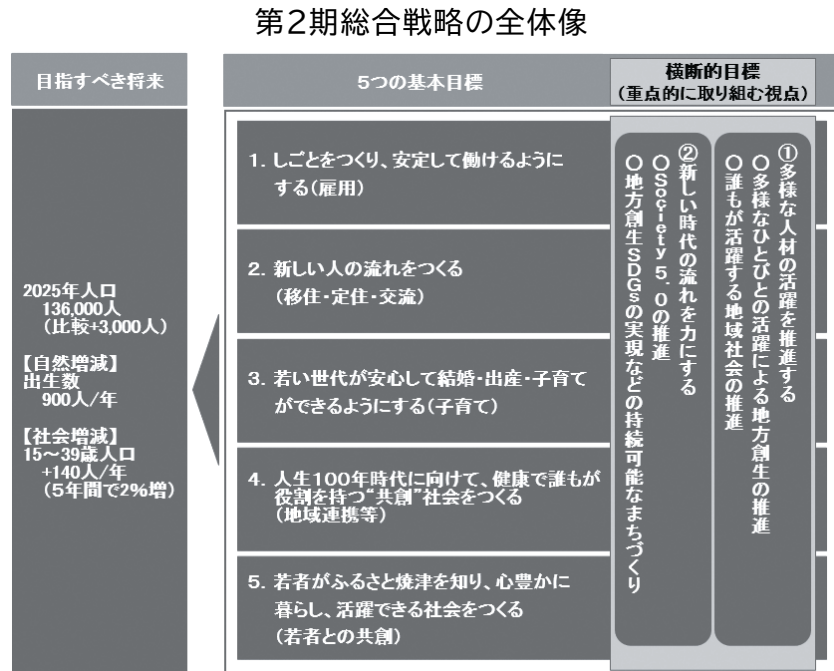 第2期総合戦略の全体像
目指すべき将来
2025年人口
136,000人
(比較+3,000人)
【自然増減】
出生数
900人/年
【社会増減】
15～39歳人口
+140人/年
(5年間で2%増)
5つの基本目標
1. しごとをつくり、安定して働けるように
する(雇用)
2. 新しい人の流れをつくる
(移住・定住・交流)
3. 若い世代が安心して結婚・出産・子育て
ができるようにする(子育て)
4. 人生100年時代に向けて、健康で誰もが
役割を持つ“共創”社会をつくる
(地域連携等)
5. 若者がふるさと焼津を知り、心豊かに
暮らし、活躍できる社会をつくる
(若者との共創)
横断的目標
(重点的に取り組む視点)
①多様な人材の活躍を推進する
○多様なひとびとの活躍による地方創生の推進
○誰もが活躍する地域社会の推進
②新しい時代の流れを力にする
○Society 5.0の推進
○地方創生SDGsの実現などの持続可能なまちづくり